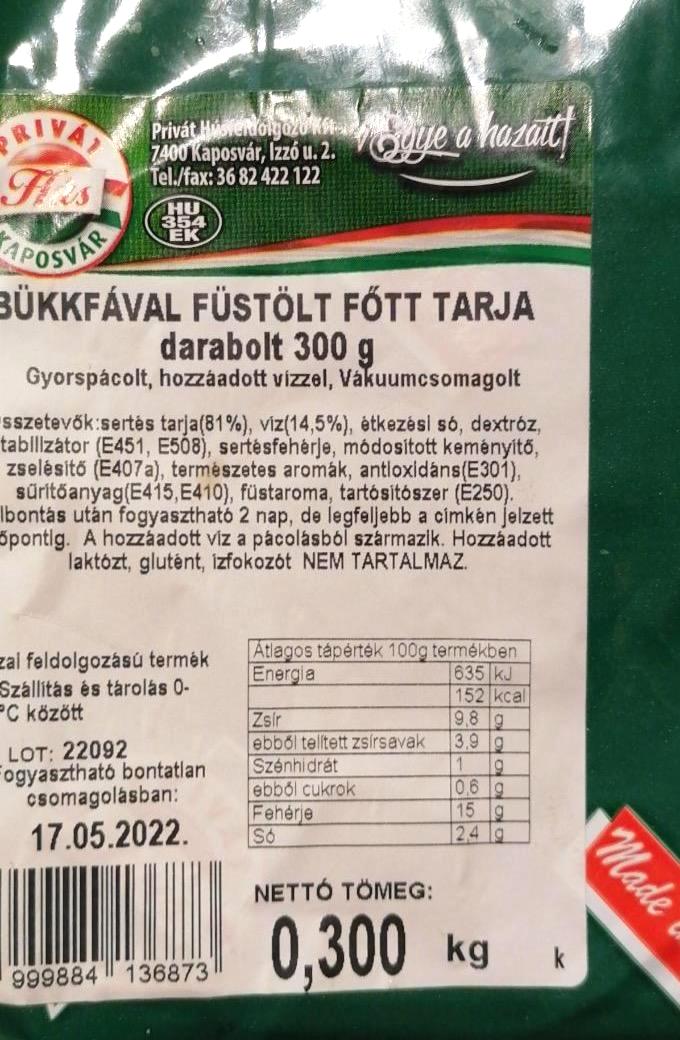 PRIVÁT
Hús
KAPOSVÁR
Privát Húsfeldolgozó Kft
7400 Kaposvár, Izzó u. 2.
Tel./fax: 36 82 422 122
HU
354
EK
Egye a hazait!
BÜKKFÁVAL FÜSTÖLT FŐTT TARJA
darabolt 300 g
Gyorspácolt, hozzáadott vízzel, Vákuumcsomagolt
sszetevők:sertés tarja(81%), víz(14,5%), étkezési só, dextróz,
tabilizátor (E451, E508), sertésfehérje, módosított keményítő,
zselésítő (E407a), természetes aromák, antioxidáns(E301),
sűrítőanyag(E415,E410), füstaroma, tartósítószer (E250).
lbontás után fogyasztható 2 nap, de legfeljebb a címkén jelzett
őpontig. A hozzáadott víz a pácolásból származik. Hozzáadott
laktózt, glutént, ízfokozót NEM TARTALMAZ.
zai feldolgozású termék
Szállítás és tárolás 0-
°C között
LOT: 22092
Fogyasztható bontatlan
csomagolásban:
17.05.2022.
999884 136873
Átlagos tápérték 100g termékben
Energia 635 kJ
152 kcal
Zsír 9,8 g
ebből telített zsírsavak 3,9 g
Szénhidrát 1 g
ebből cukrok 0,6 g
Fehérje 15 g
Só 2,4 g
NETTÓ TÖMEG:
0,300 kg k
Made